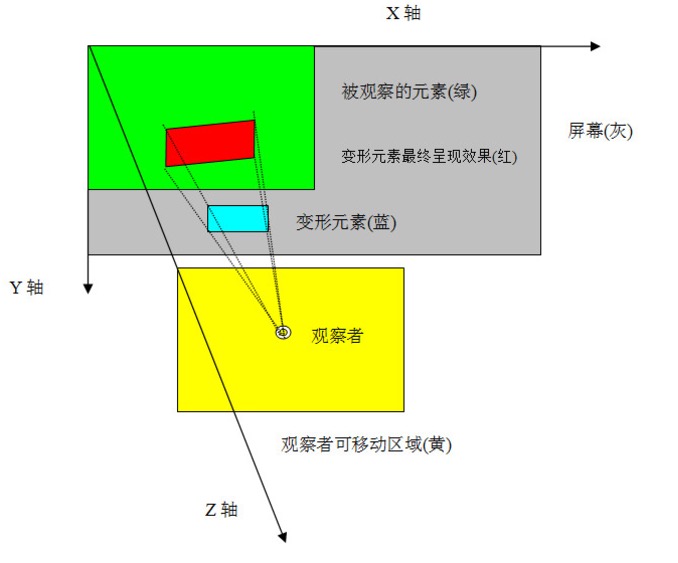 X 轴
被观察的元素(绿)
屏幕(灰)
变形元素最终呈现效果(红)
变形元素(蓝)
Y 轴
观察者
观察者可移动区域(黄)
Z 轴